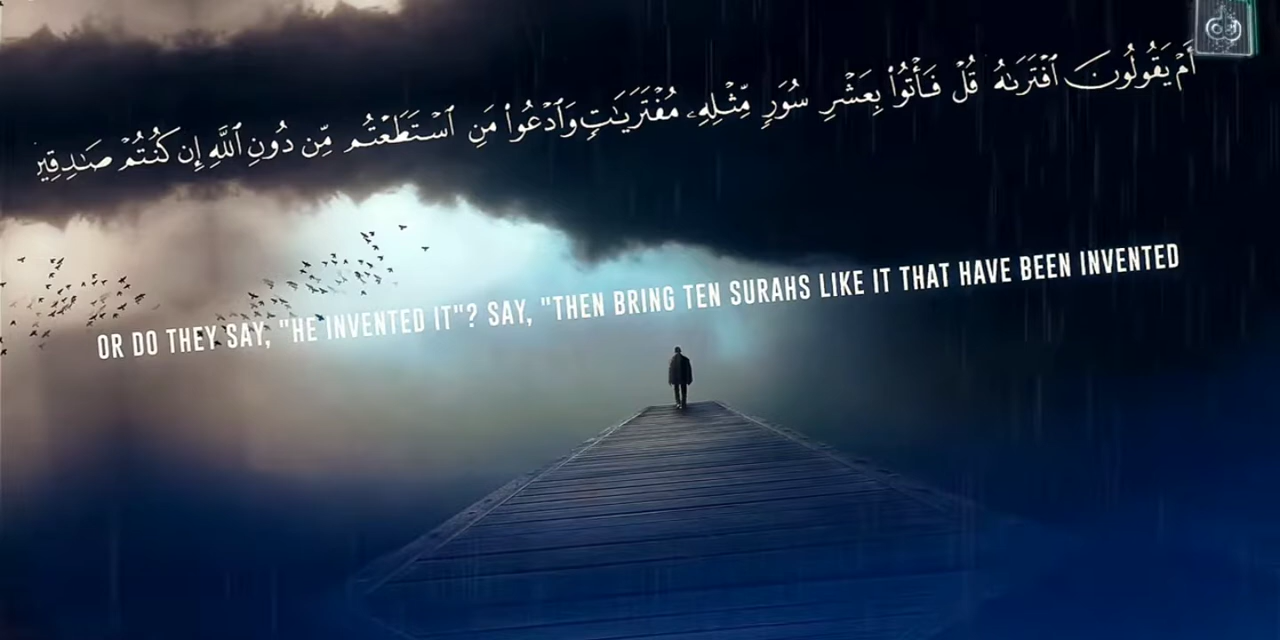 أَمْ يَقُولُونَ ٱفْتَرَىٰهُ قُلْ فَأْتُوا۟ بِعَشْرِ سُوَرٍ مِّثْلِهِۦ مُفْتَرَيَـٰتٍ وَٱدْعُوا۟ مَنِ ٱسْتَطَعْتُم مِّن دُونِ ٱللَّهِ إِن كُنتُمْ
OR DO THEY SAY, "HE INVENTED IT"? SAY, "THEN BRING TEN SURAHS LIKE IT THAT HAVE BEEN INVENTED